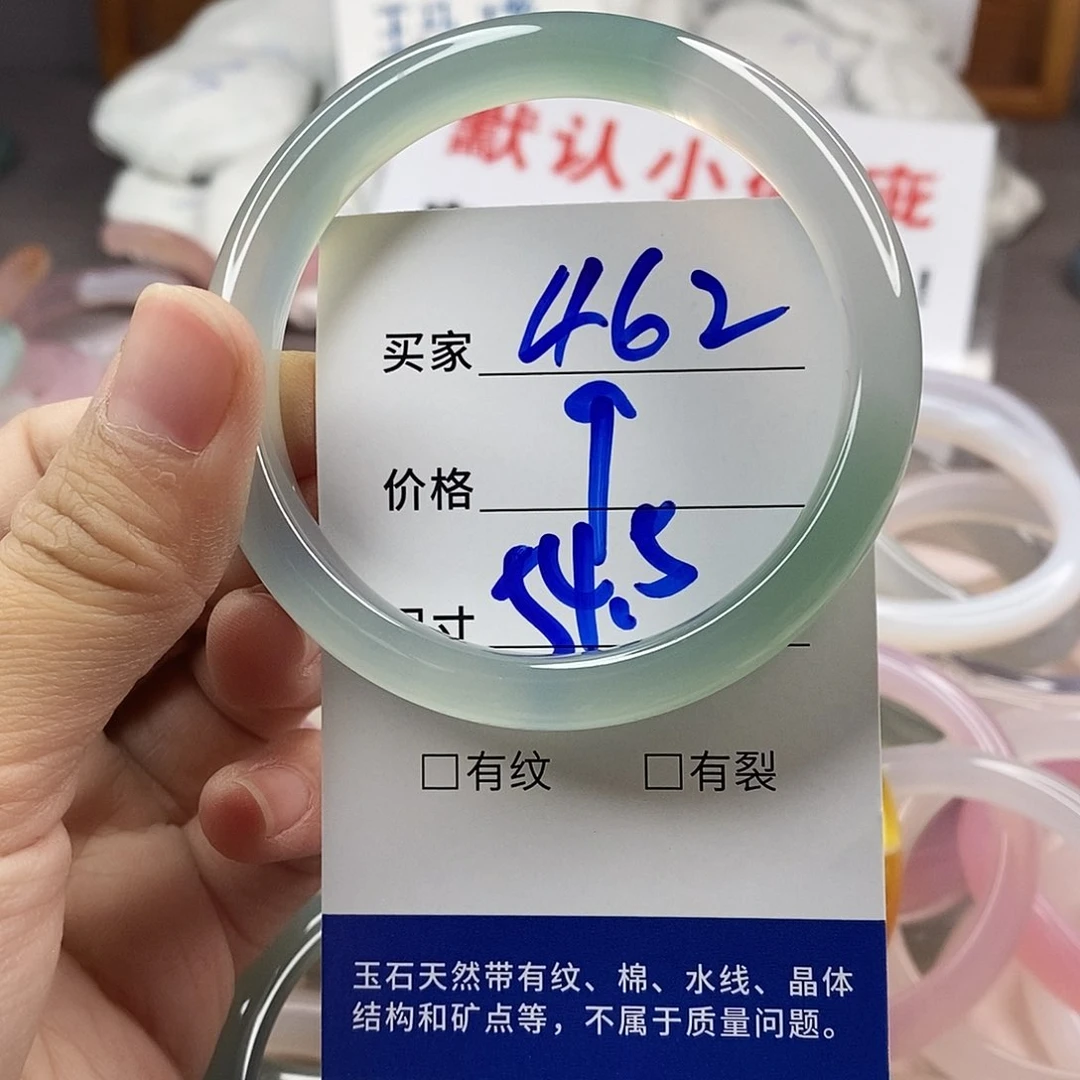 默认小
买家 462
价格
尺寸 54.5
□有纹 □有裂
玉石天然带有纹、棉、水线、晶体
结构和矿点等，不属于质量问题。